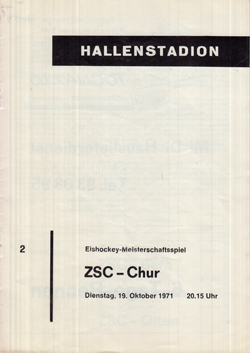 HALLENSTADION
2
Eishockey-Meisterschaftsspiel
ZSC – Chur
Dienstag, 19. Oktober 1971 20.15 Uhr